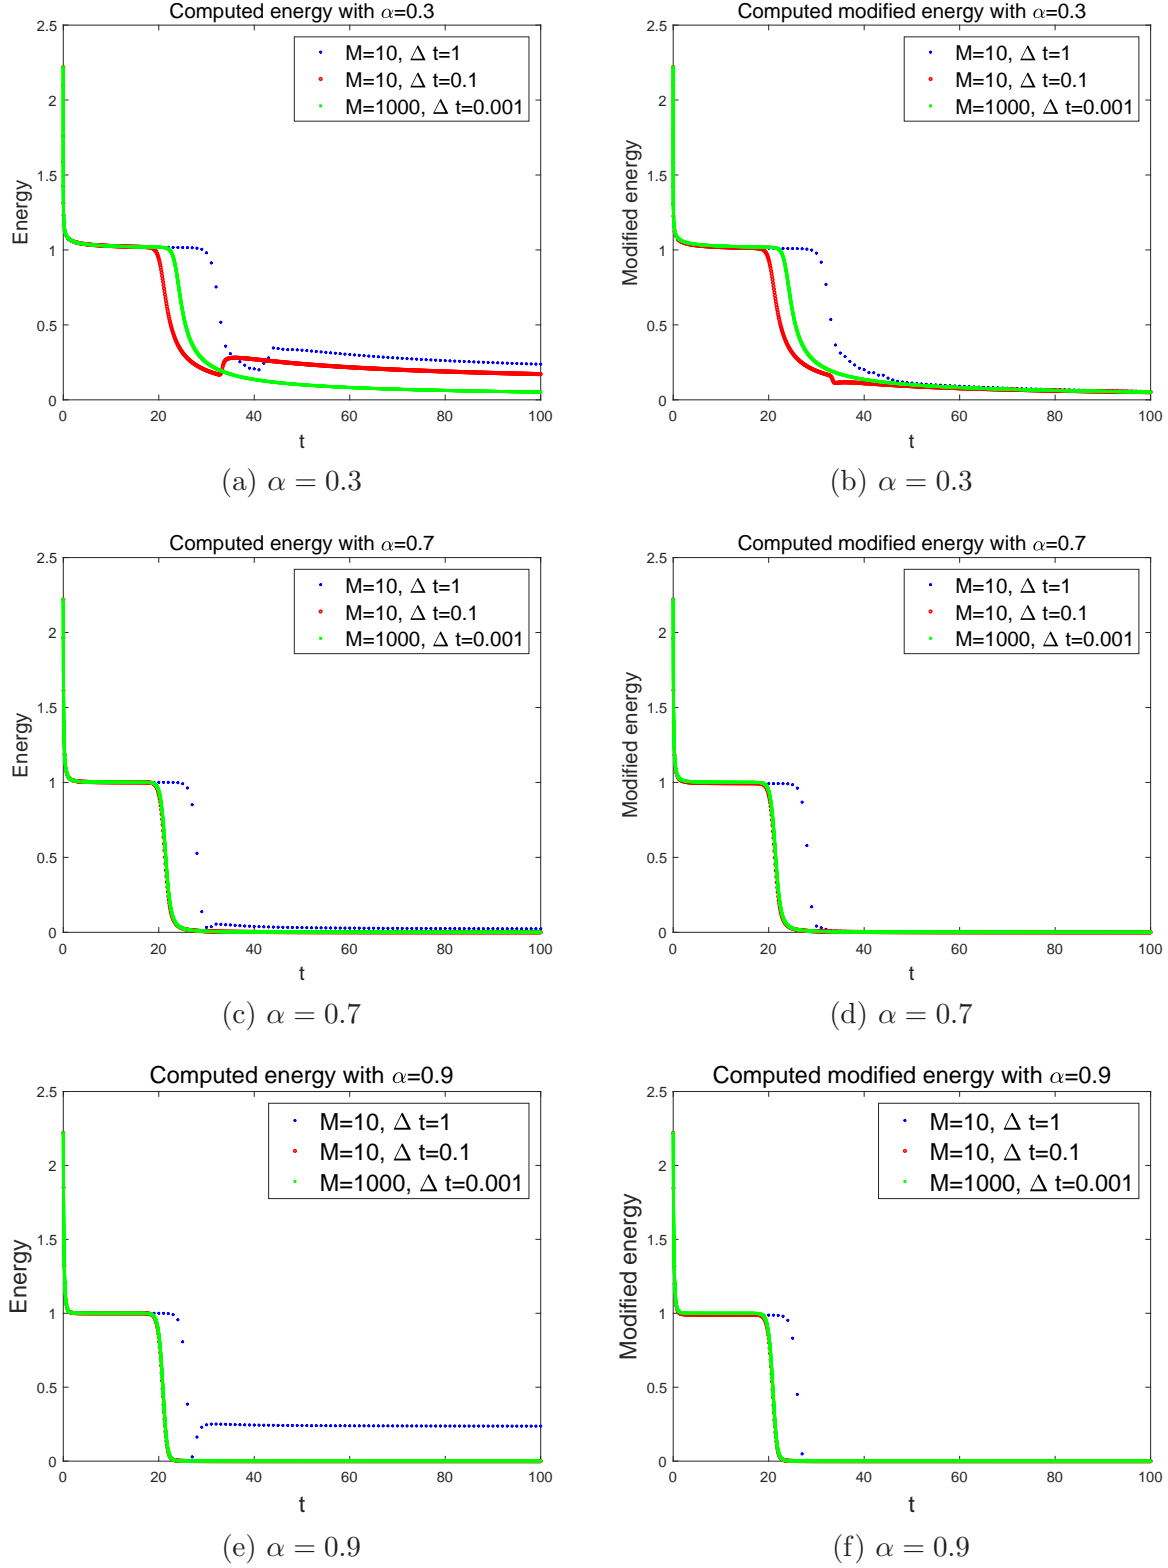 Computed energy with α=0.3
2.5
2
1.5
1
0.5
0
Energy
M=10, Δ t=1
M=10, Δ t=0.1
M=1000, Δ t=0.001
0 20 40 60 80 100
t
(a) α = 0.3
Computed modified energy with α=0.3
2.5
2
1.5
1
0.5
0
Modified energy
M=10, Δ t=1
M=10, Δ t=0.1
M=1000, Δ t=0.001
0 20 40 60 80 100
t
(b) α = 0.3
Computed energy with α=0.7
2.5
2
1.5
1
0.5
0
Energy
M=10, Δ t=1
M=10, Δ t=0.1
M=1000, Δ t=0.001
0 20 40 60 80 100
t
(c) α = 0.7
Computed modified energy with α=0.7
2.5
2
1.5
1
0.5
0
Modified energy
M=10, Δ t=1
M=10, Δ t=0.1
M=1000, Δ t=0.001
0 20 40 60 80 100
t
(d) α = 0.7
Computed energy with α=0.9
2.5
2
1.5
1
0.5
0
Energy
M=10, Δ t=1
M=10, Δ t=0.1
M=1000, Δ t=0.001
0 20 40 60 80 100
t
(e) α = 0.9
Computed modified energy with α=0.9
2.5
2
1.5
1
0.5
0
Modified energy
M=10, Δ t=1
M=10, Δ t=0.1
M=1000, Δ t=0.001
0 20 40 60 80 100
t
(f) α = 0.9